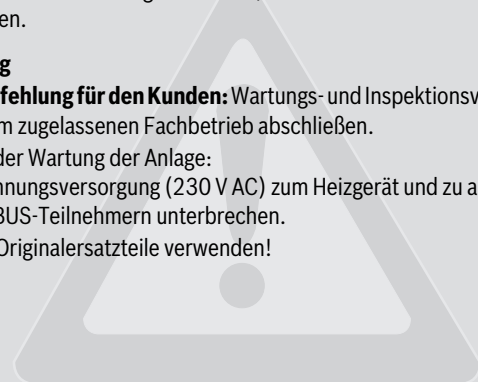 en.
g
fehlung für den Kunden: Wartungs- und Inspektionsv
m zugelassenen Fachbetrieb abschließen.
der Wartung der Anlage:
nnungsversorgung (230 V AC) zum Heizgerät und zu a
BUS-Teilnehmern unterbrechen.
Originalersatzteile verwenden!